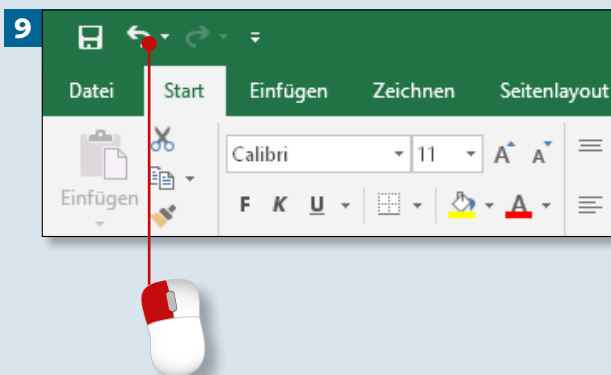 9
Datei Start Einfügen Zeichnen Seitenlayout
Calibri 11 A A
Einfügen F K U A